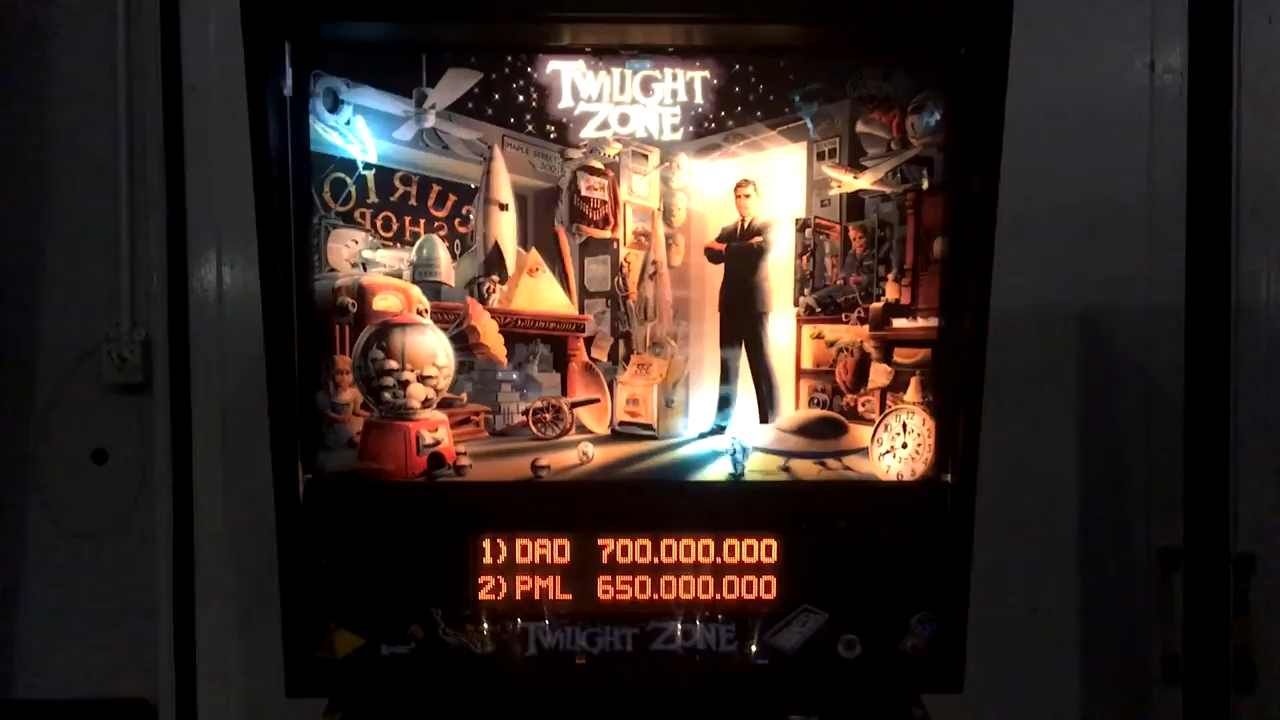 TWILIGHT
ZONE
MAPLE STREET
CURIO
SHOP
1) DAD 700.000.000
2) PML 650.000.000
TWILIGHT ZONE